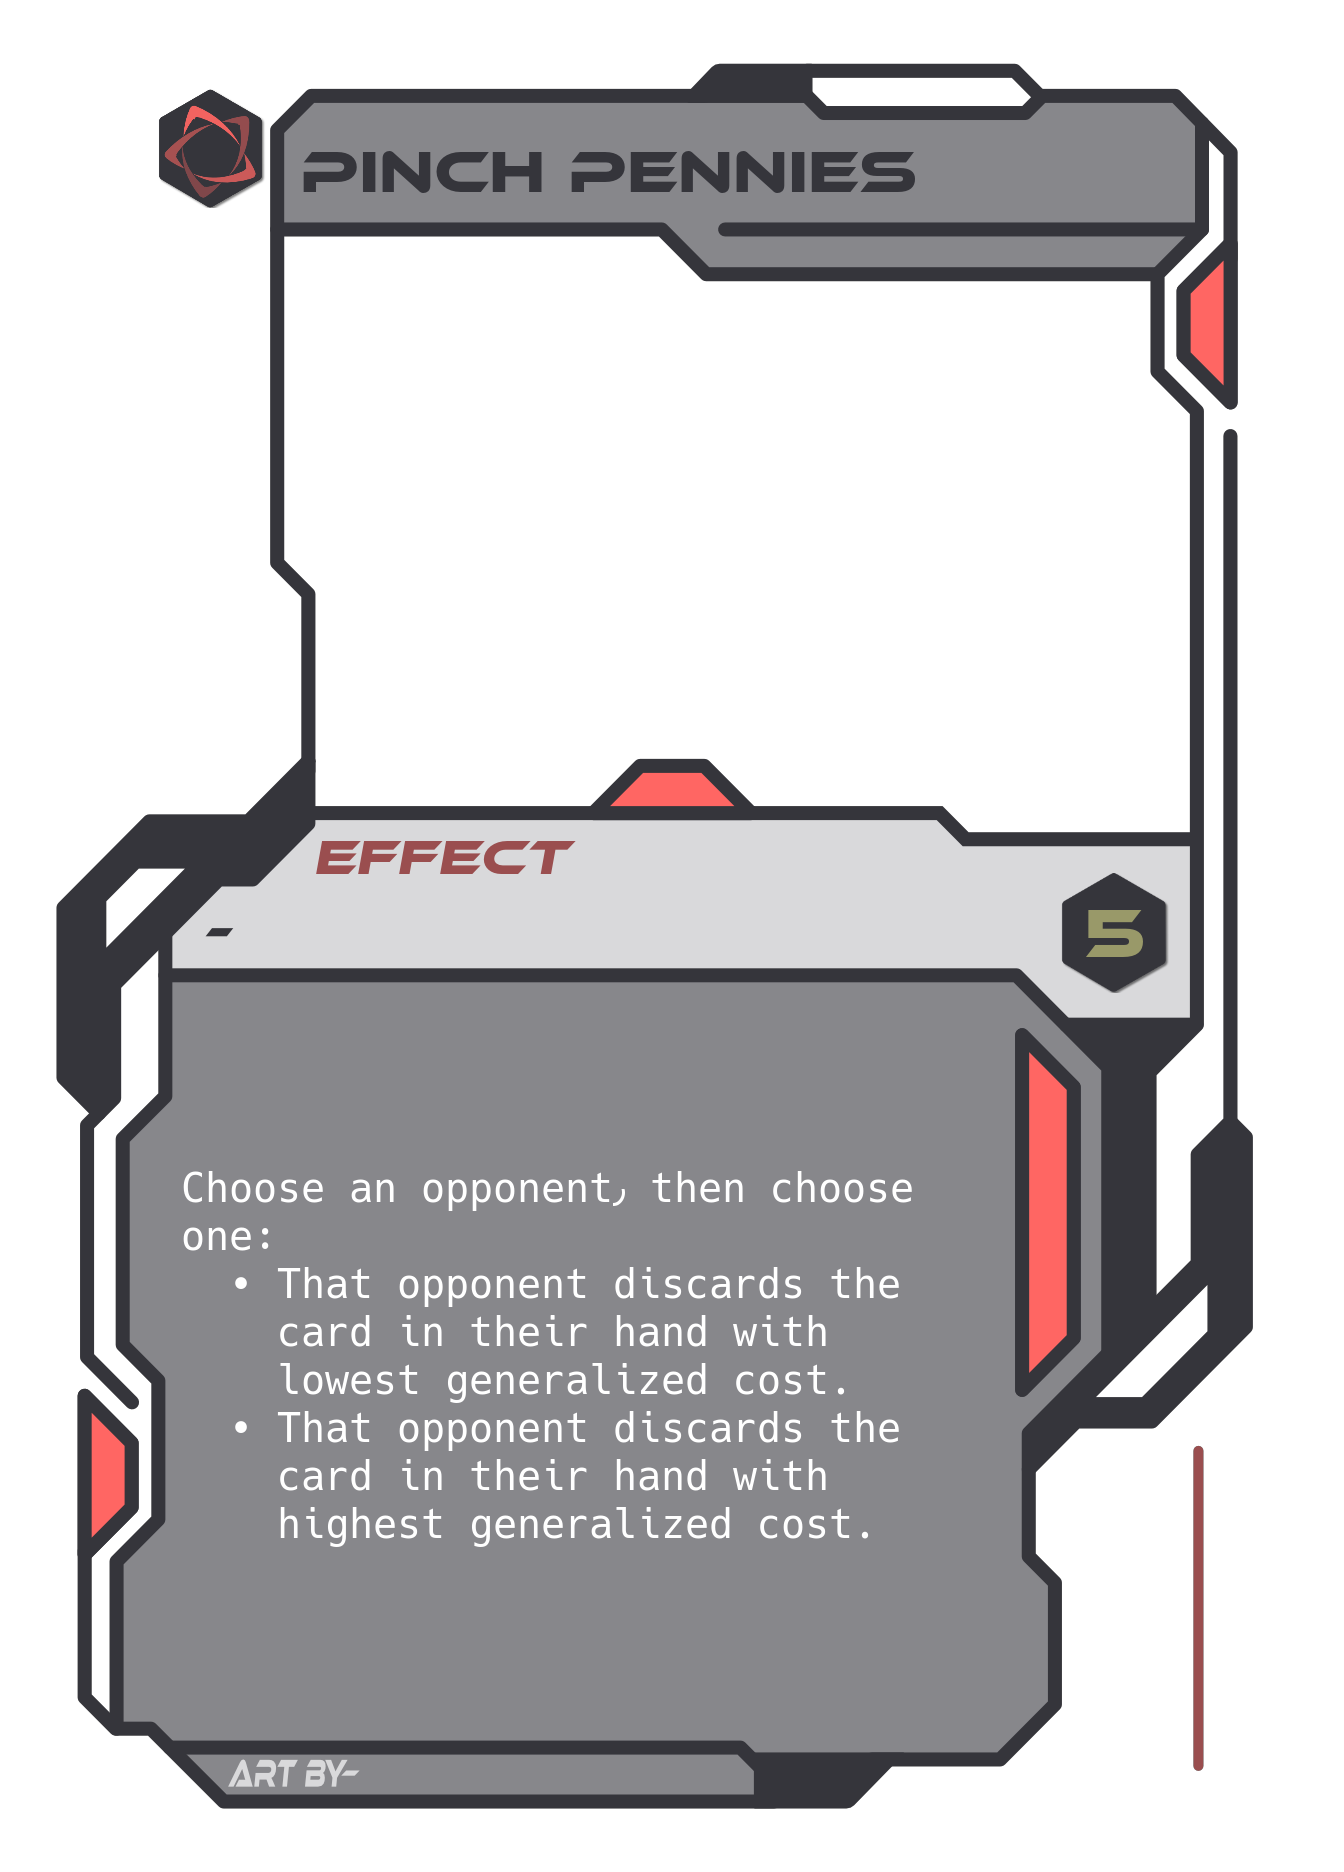 PINCH PENNIES
EFFECT
-
5
Choose an opponent, then choose
one:
• That opponent discards the
card in their hand with
lowest generalized cost.
• That opponent discards the
card in their hand with
highest generalized cost.
ART BY-